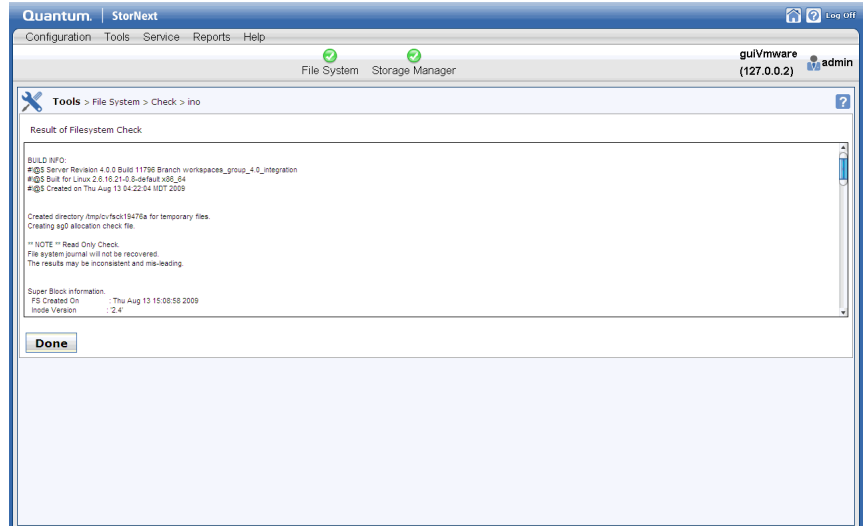 Quantum. | StorNext
Log Off
Configuration Tools Service Reports Help
File System Storage Manager
guiVmware
(127.0.0.2)
admin
Tools > File System > Check > ino
Result of Filesystem Check
BUILD INFO:
#!@$ Server Revision 4.0.0 Build 11796 Branch workspaces_group_4.0_integration
#!@$ Built for Linux 2.6.16.21-0.8-default x86_64
#!@$ Created on Thu Aug 13 04:22:04 MDT 2009
Created directory /tmp/cvfsck19476a for temporary files.
Creating sg0 allocation check file.
** NOTE ** Read Only Check.
File system journal will not be recovered.
The results may be inconsistent and mis-leading.
Super Block information.
FS Created On : Thu Aug 13 15:08:58 2009
Inode Version : '2.4'
Done